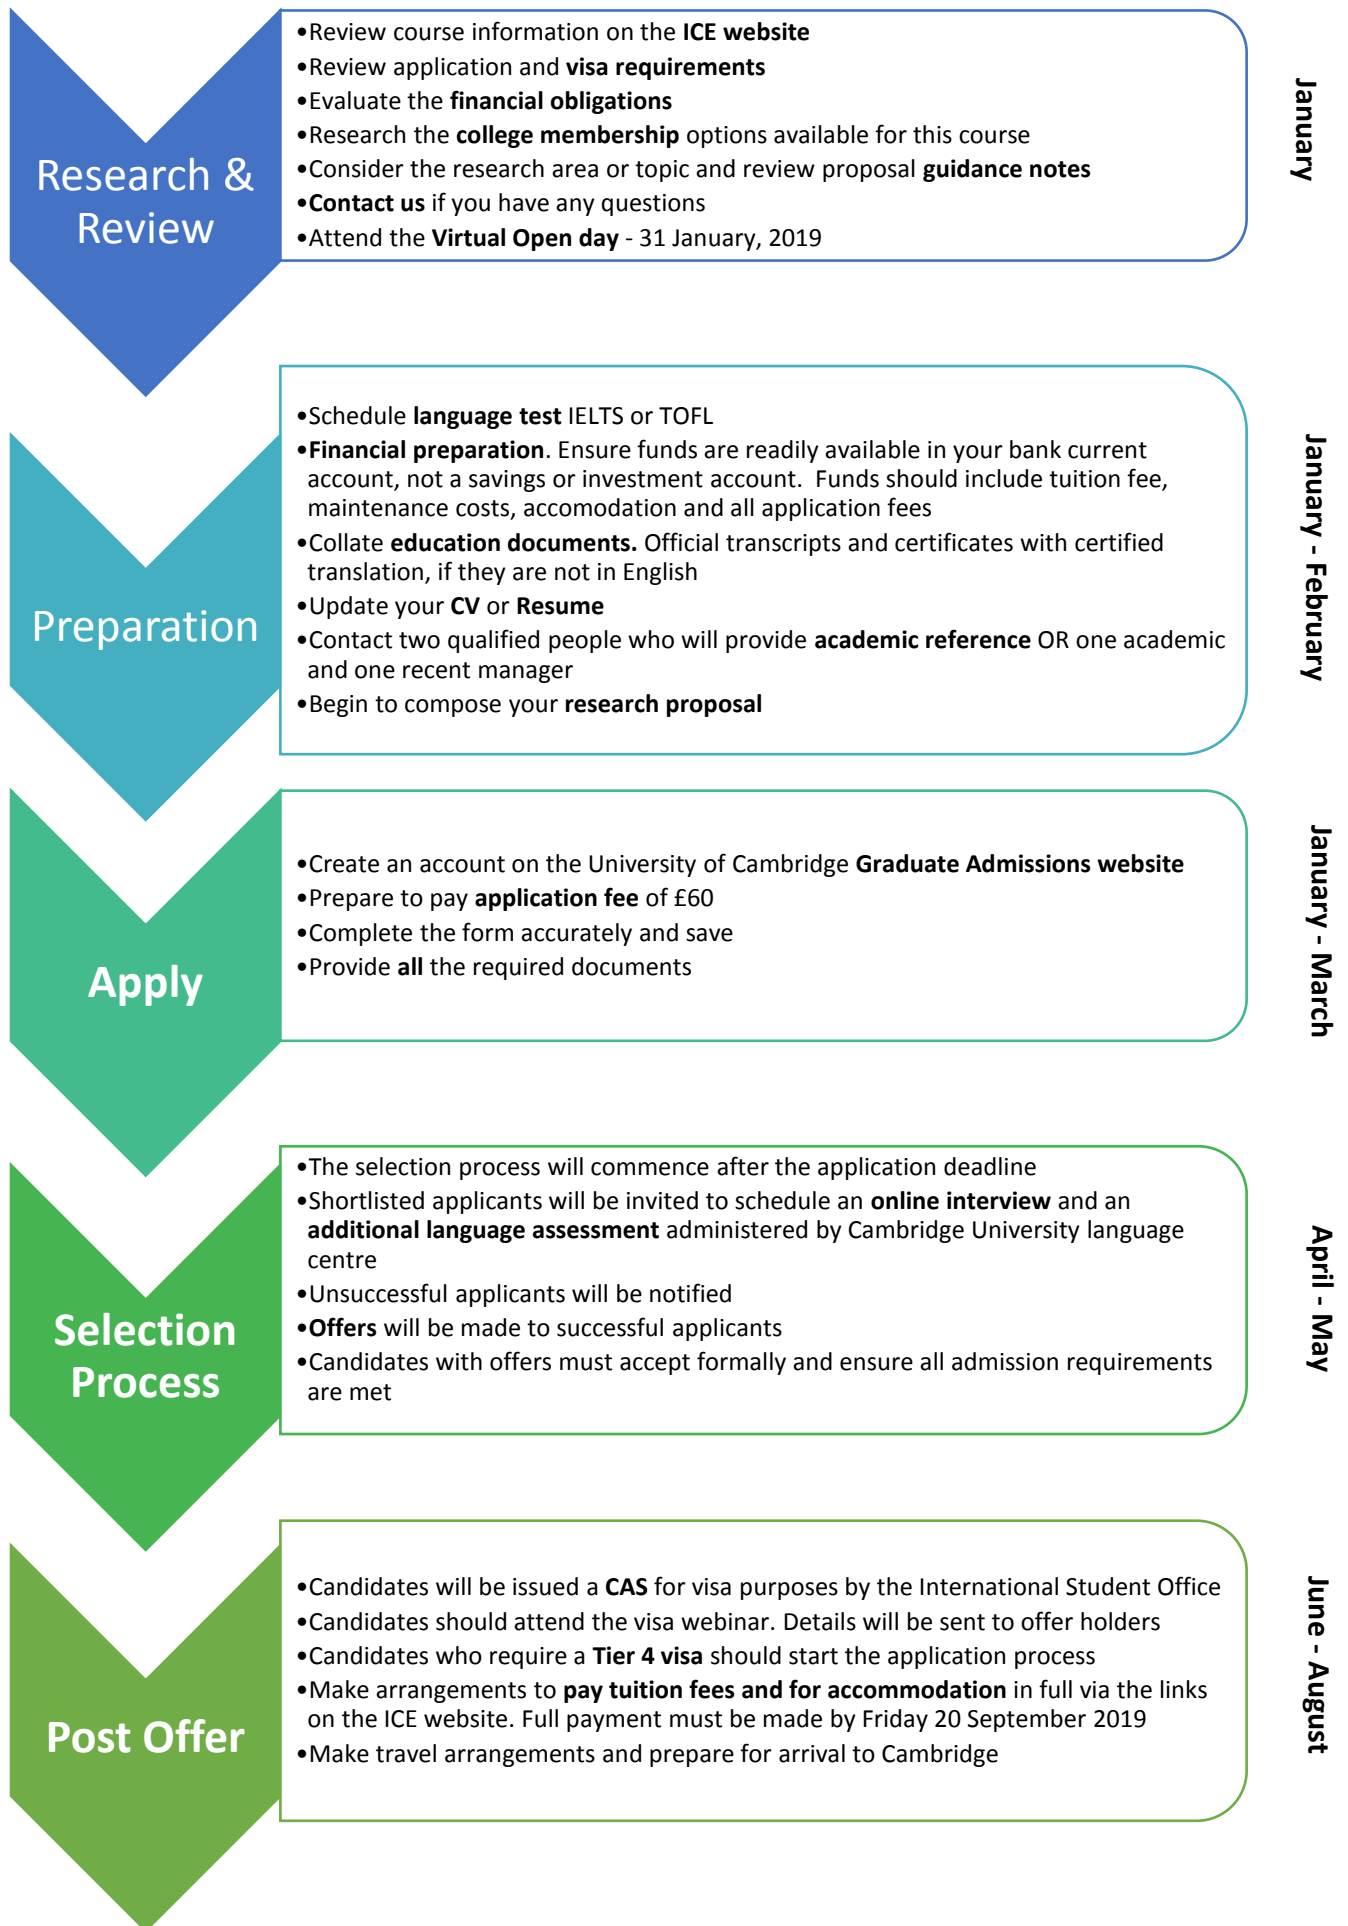 Research &
Review
•Review course information on the ICE website
•Review application and visa requirements
•Evaluate the financial obligations
•Research the college membership options available for this course
•Consider the research area or topic and review proposal guidance notes
•Contact us if you have any questions
•Attend the Virtual Open day - 31 January, 2019
January
Preparation
•Schedule language test IELTS or TOFL
•Financial preparation. Ensure funds are readily available in your bank current
account, not a savings or investment account.  Funds should include tuition fee,
maintenance costs, accomodation and all application fees
•Collate education documents. Official transcripts and certificates with certified
translation, if they are not in English
•Update your CV or Resume
•Contact two qualified people who will provide academic reference OR one academic
and one recent manager
•Begin to compose your research proposal
January - February
Apply
•Create an account on the University of Cambridge Graduate Admissions website
•Prepare to pay application fee of £60
•Complete the form accurately and save
•Provide all the required documents
January - March
Selection
Process
•The selection process will commence after the application deadline
•Shortlisted applicants will be invited to schedule an online interview and an
additional language assessment administered by Cambridge University language
centre
•Unsuccessful applicants will be notified
•Offers will be made to successful applicants
•Candidates with offers must accept formally and ensure all admission requirements
are met
April - May
Post Offer
•Candidates will be issued a CAS for visa purposes by the International Student Office
•Candidates should attend the visa webinar. Details will be sent to offer holders
•Candidates who require a Tier 4 visa should start the application process
•Make arrangements to pay tuition fees and for accommodation in full via the links
on the ICE website. Full payment must be made by Friday 20 September 2019
•Make travel arrangements and prepare for arrival to Cambridge
June - August